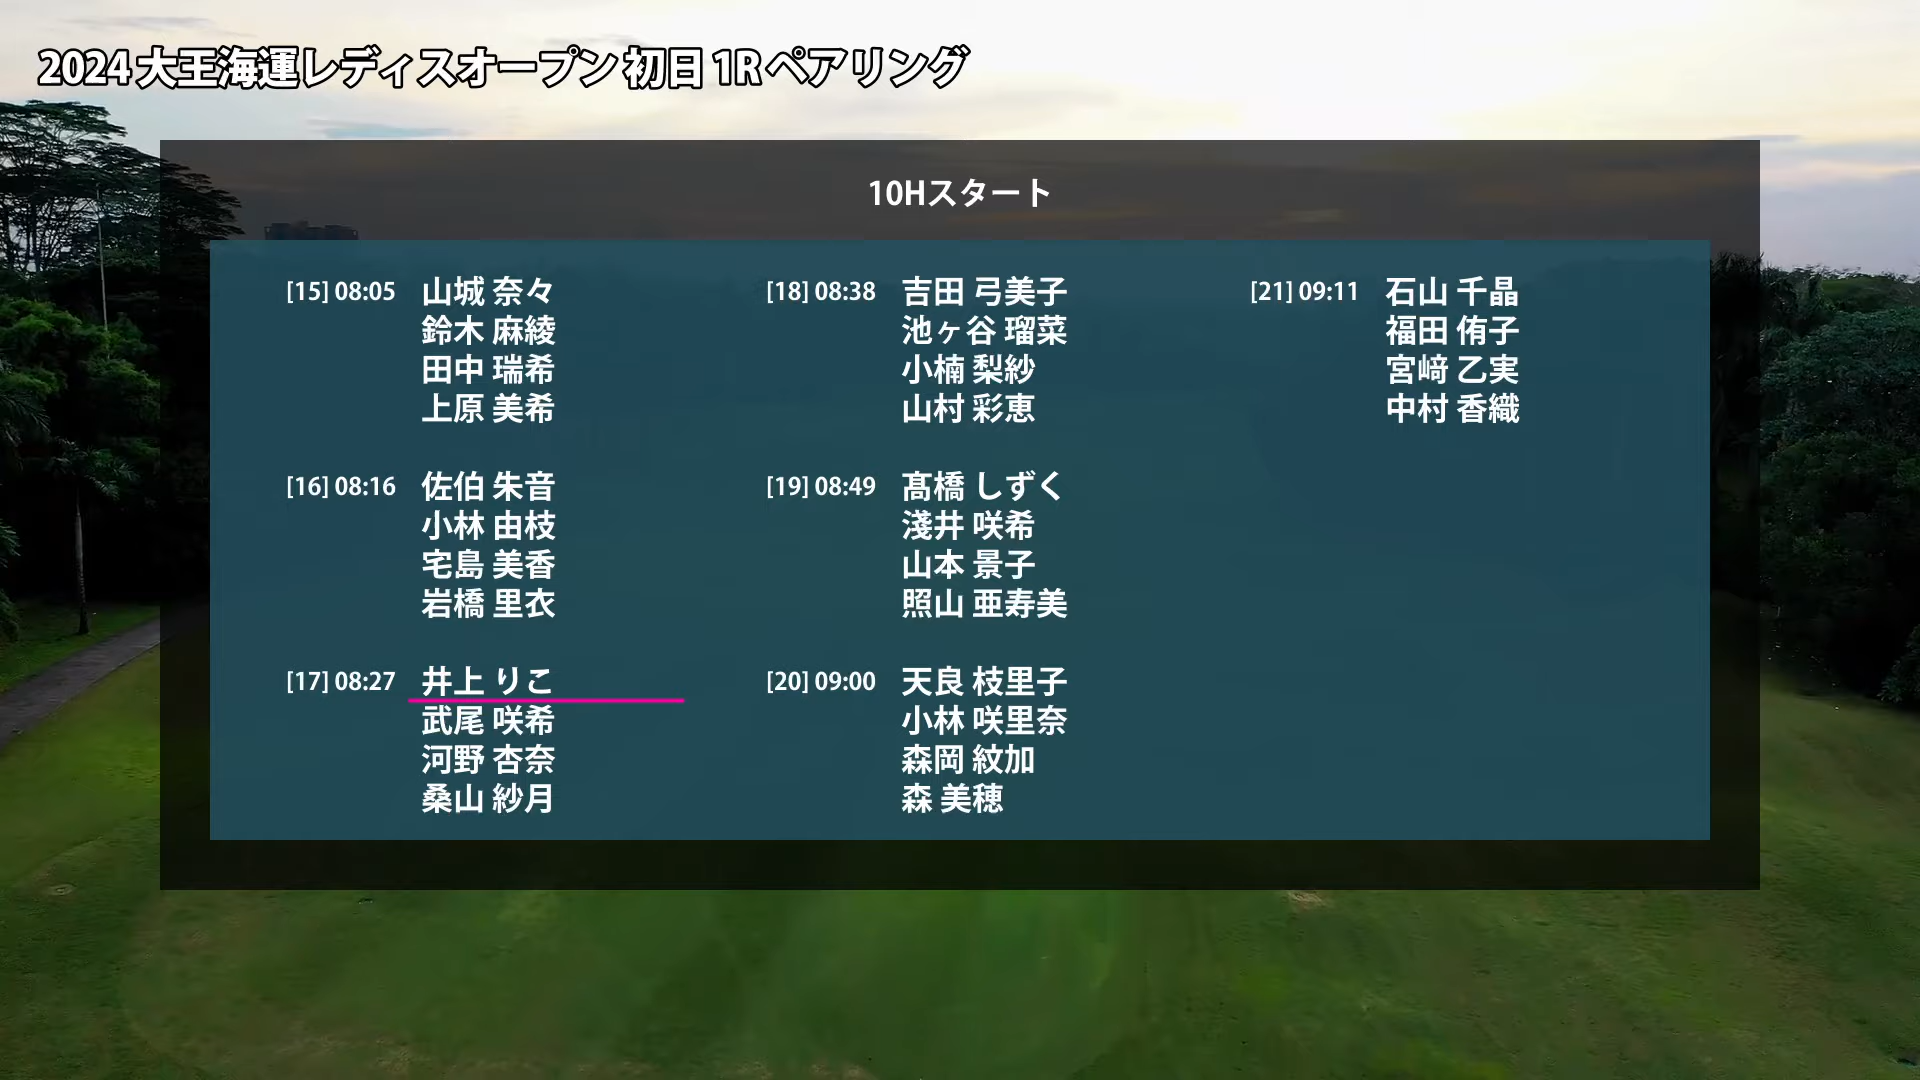 2024 大王海運レディスオープン 初日 1R ペアリング
10Hスタート
[15] 08:05 山城 奈々
鈴木 麻綾
田中 瑞希
上原 美希
[16] 08:16 佐伯 朱音
小林 由枝
宅島 美香
岩橋 里衣
[17] 08:27 井上 りこ
武尾 咲希
河野 杏奈
桑山 紗月
[18] 08:38 吉田 弓美子
池ヶ谷 瑠菜
小楠 梨紗
山村 彩恵
[19] 08:49 髙橋 しずく
淺井 咲希
山本 景子
照山 亜寿美
[20] 09:00 天良 枝里子
小林 咲里奈
森岡 紋加
森 美穂
[21] 09:11 石山 千晶
福田 侑子
宮﨑 乙実
中村 香織